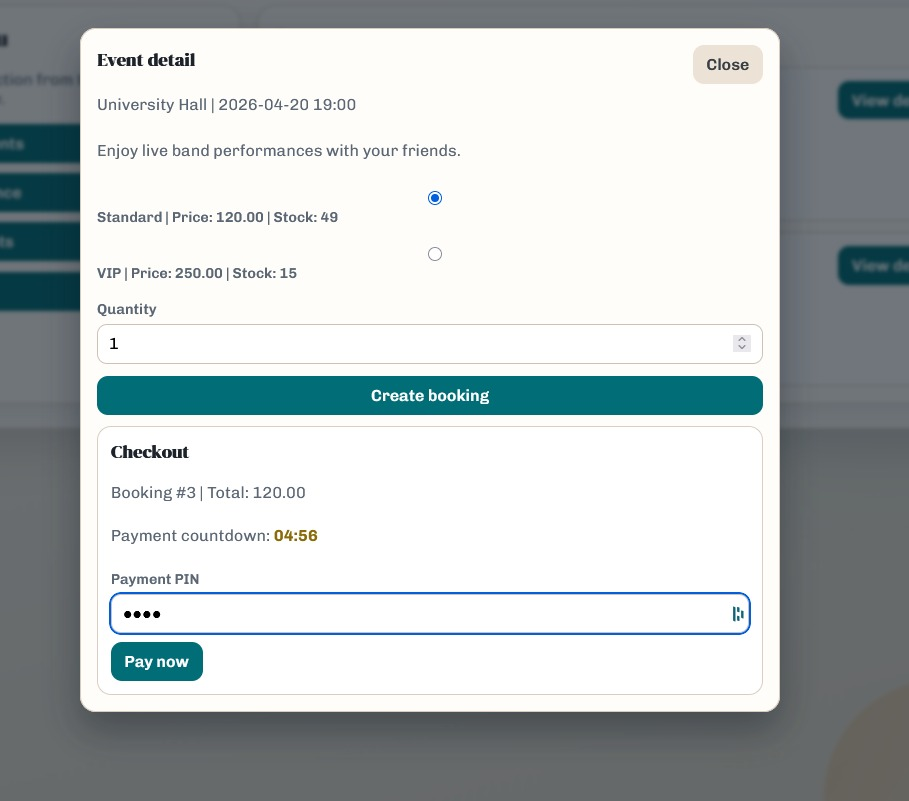 Event detail
Close
University Hall | 2026-04-20 19:00
Enjoy live band performances with your friends.
Standard | Price: 120.00 | Stock: 49
VIP | Price: 250.00 | Stock: 15
Quantity
1
Create booking
Checkout
Booking #3 | Total: 120.00
Payment countdown: 04:56
Payment PIN
••••
Pay now
View de
View de
ction from
nts
nce
ts